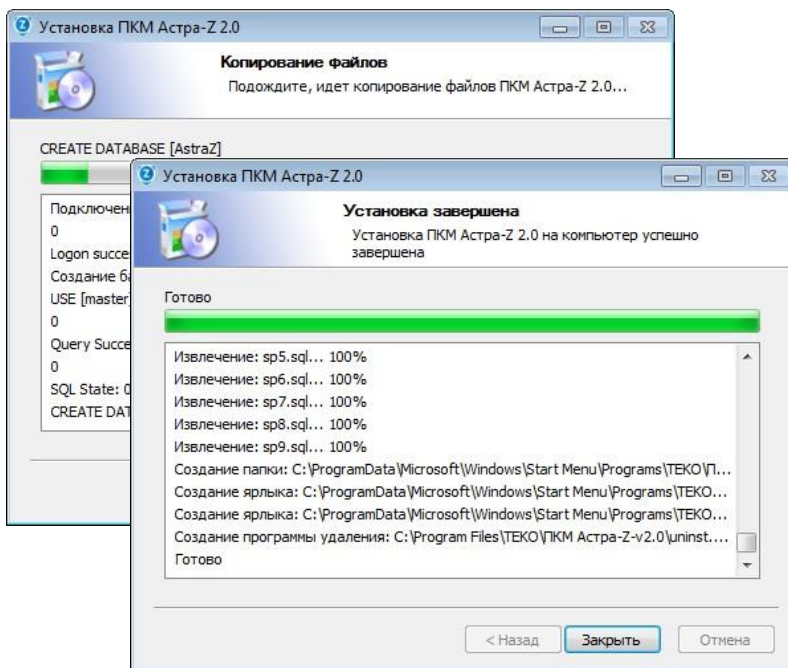 Установка ПКМ Астра-Z 2.0
Копирование файлов
Подождите, идет копирование файлов ПКМ Астра-Z 2.0...
CREATE DATABASE [AstraZ]
0
Logon
USE [master]
0
Query
0
SQL State: 0
CREATE
Установка ПКМ Астра-Z 2.0
Установка завершена
Установка ПКМ Астра-Z 2.0 на компьютер успешно
завершена
Готово
Извлечение: sp5.sql... 100%
Извлечение: sp6.sql... 100%
Извлечение: sp7.sql... 100%
Извлечение: sp8.sql... 100%
Извлечение: sp9.sql... 100%
Создание папки: C:\ProgramData\Microsoft\Windows\Start Menu\Programs\TEKO\П...
Создание ярлыка: C:\ProgramData\Microsoft\Windows\Start Menu\Programs\TEKO...
Создание ярлыка: C:\ProgramData\Microsoft\Windows\Start Menu\Programs\TEKO...
Создание программы удаления: C:\Program Files\TEKO\ПКМ Астра-Z-v2.0\uninst....
Готово
< Назад
Закрыть
Отмена